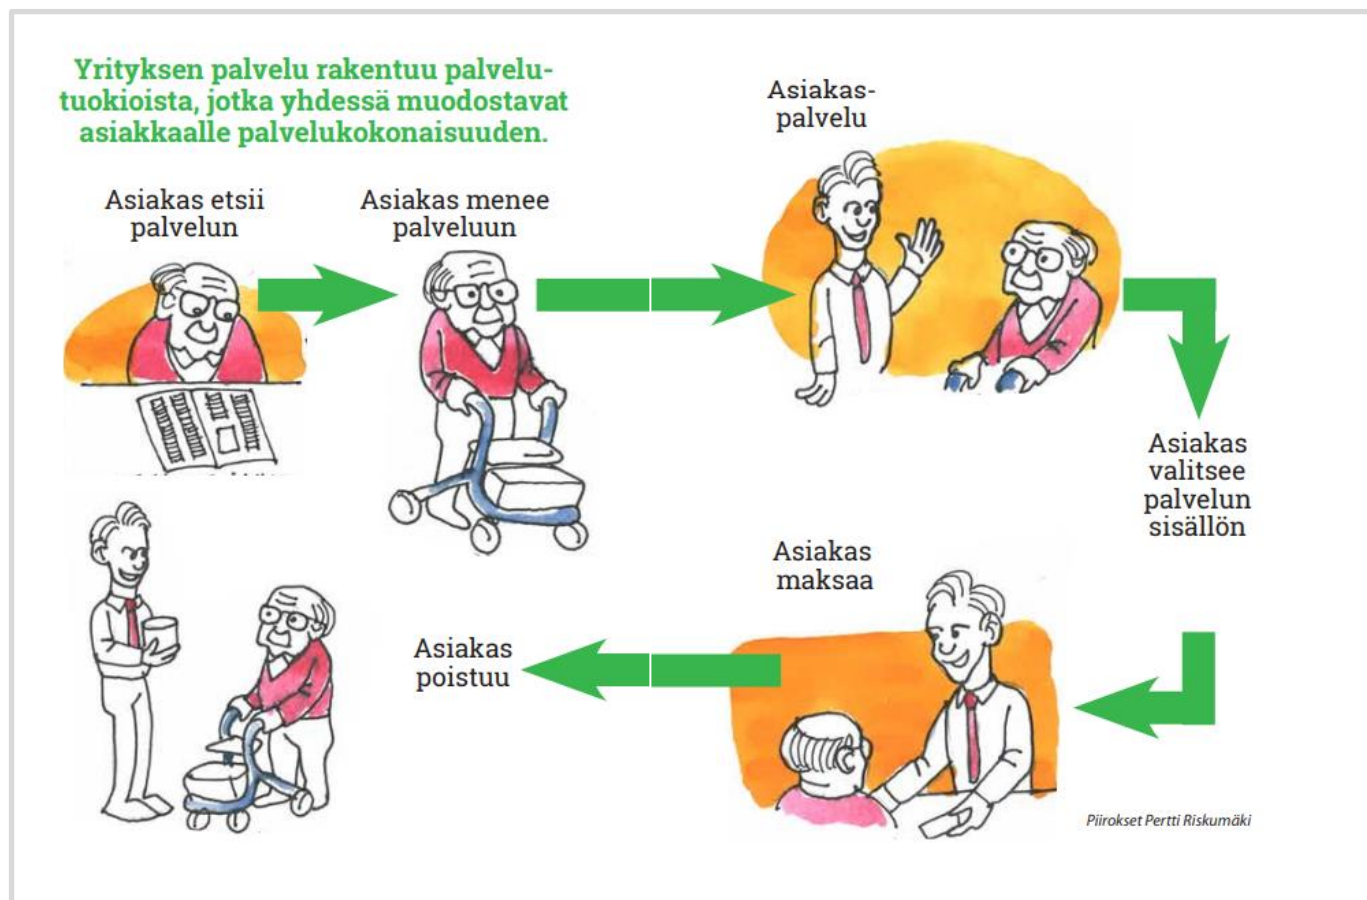 Yrityksen palvelu rakentuu palvelu-
tuokioista, jotka yhdessä muodostavat
asiakkaalle palvelukokonaisuuden.
Asiakas etsii
palvelun
Asiakas menee
palveluun
Asiakas-
palvelu
Asiakas
valitsee
palvelun
sisällön
Asiakas
maksaa
Asiakas
poistuu
Piirokset Pertti Riskumäki